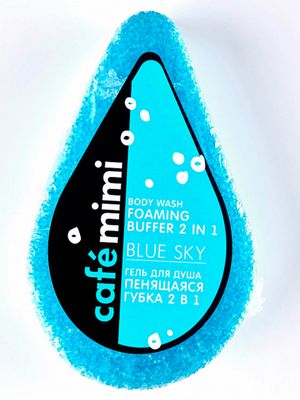 café mimi
BODY WASH
FOAMING
BUFFER 2 IN 1
BLUE SKY
ГЕЛЬ ДЛЯ ДУША
ПЕНЯЩАЯСЯ
ГУБКА 2 В 1